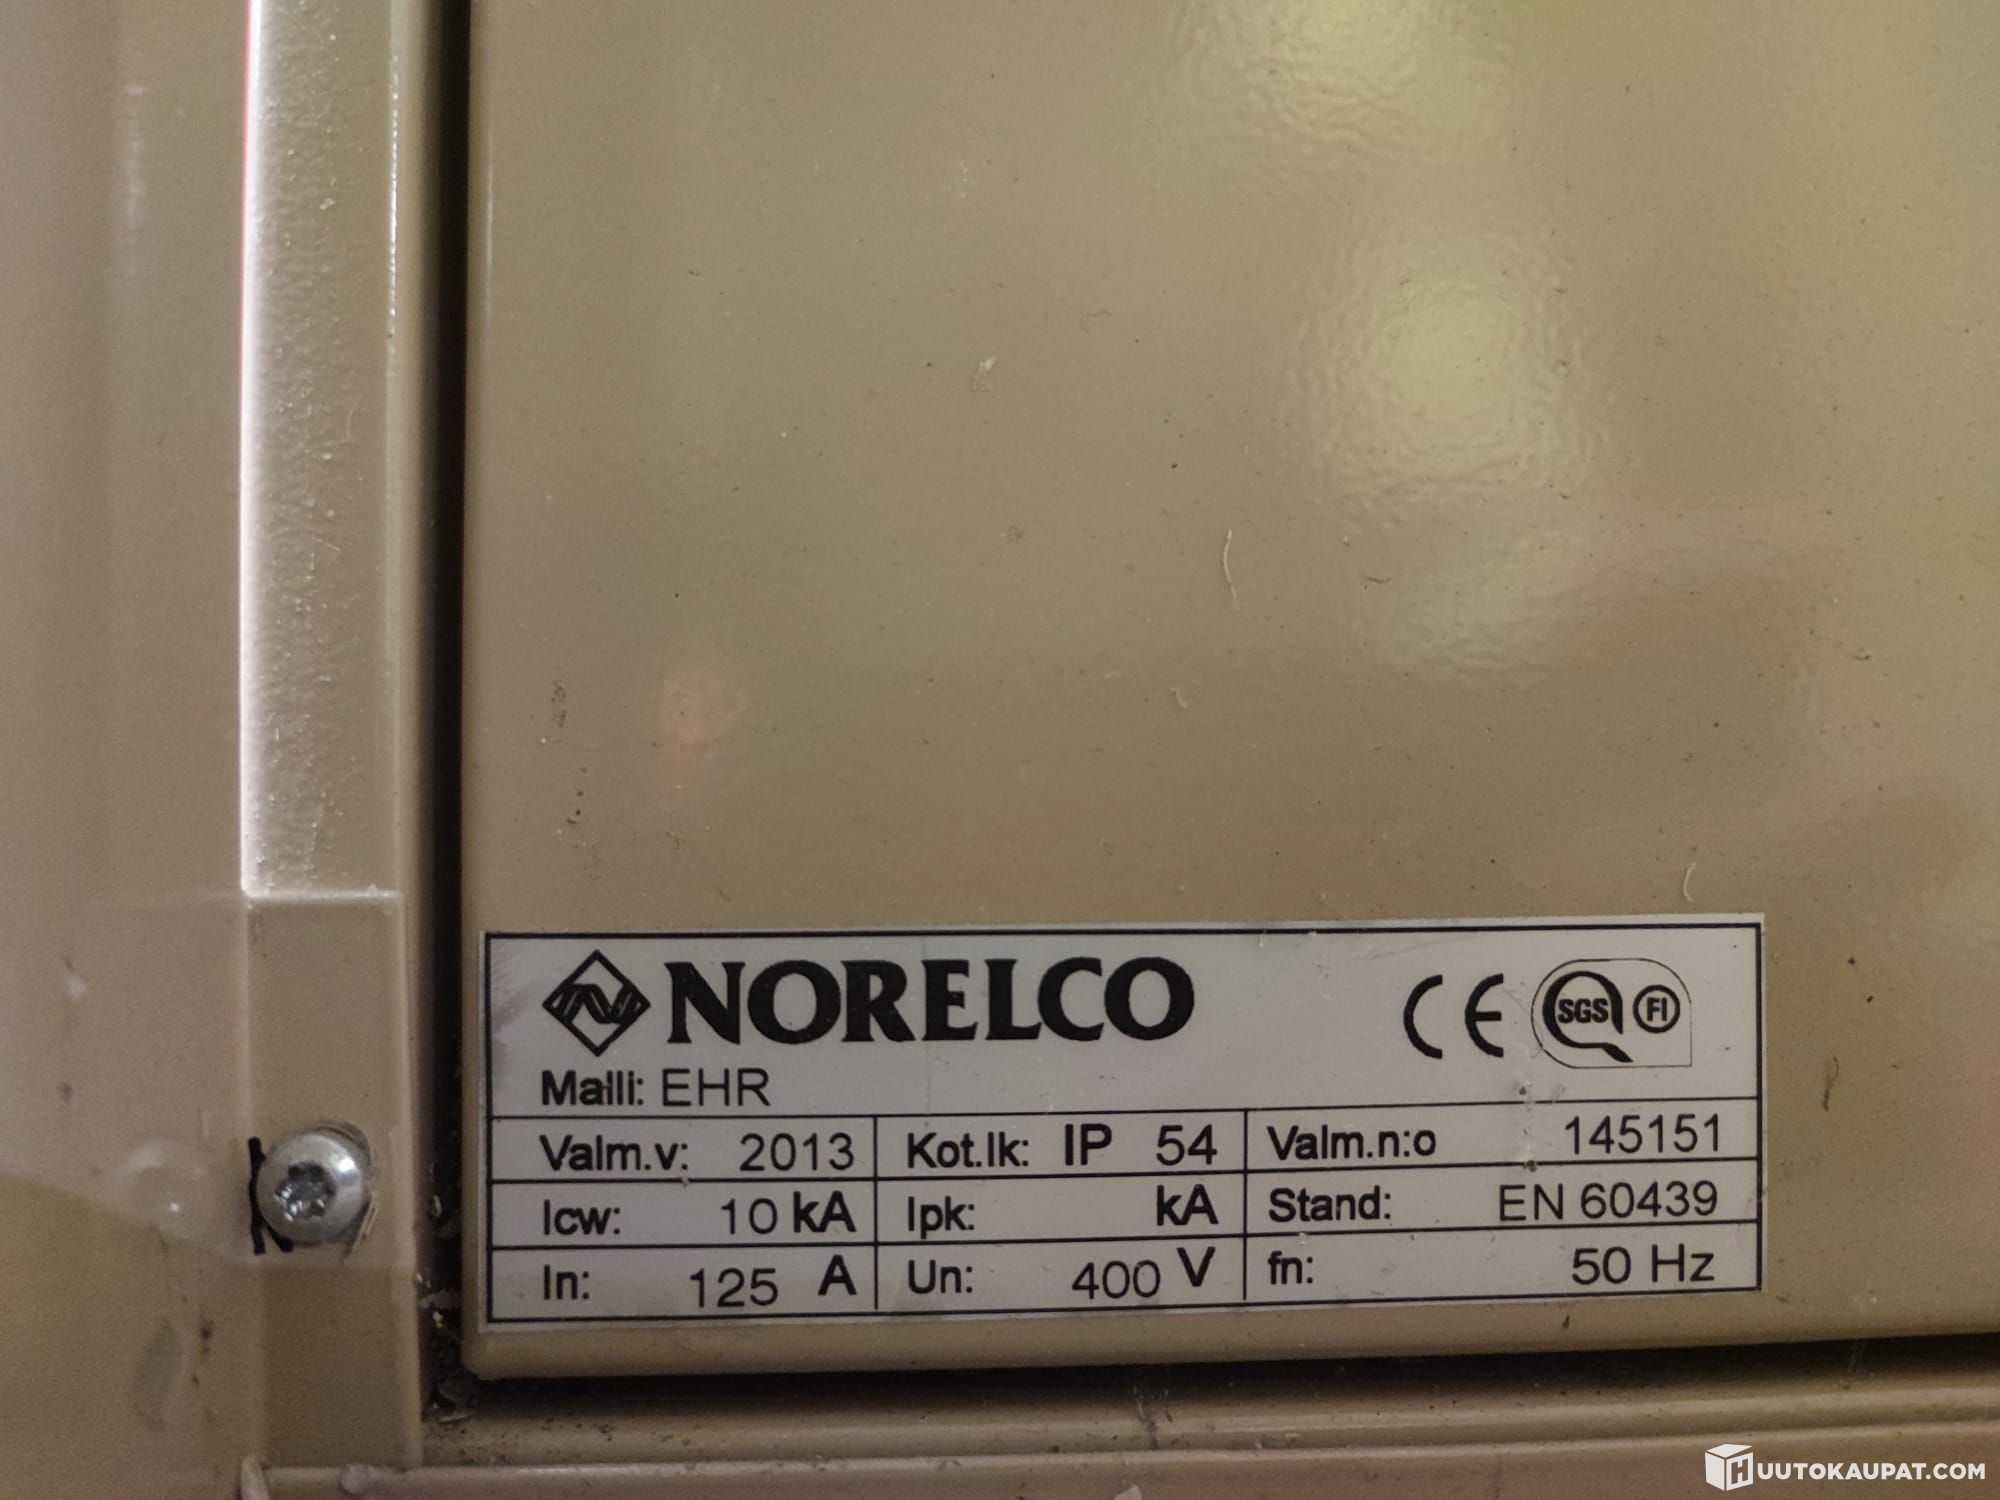 NORELCO
CE SGS FI
Malli: EHR
Valm.v: 2013 Kot.lk: IP 54 Valm.n:o 145151
Icw: 10 kA Ipk: kA Stand: EN 60439
In: 125 A Un: 400 V fn: 50 Hz
HUUTOKAUPAT.COM